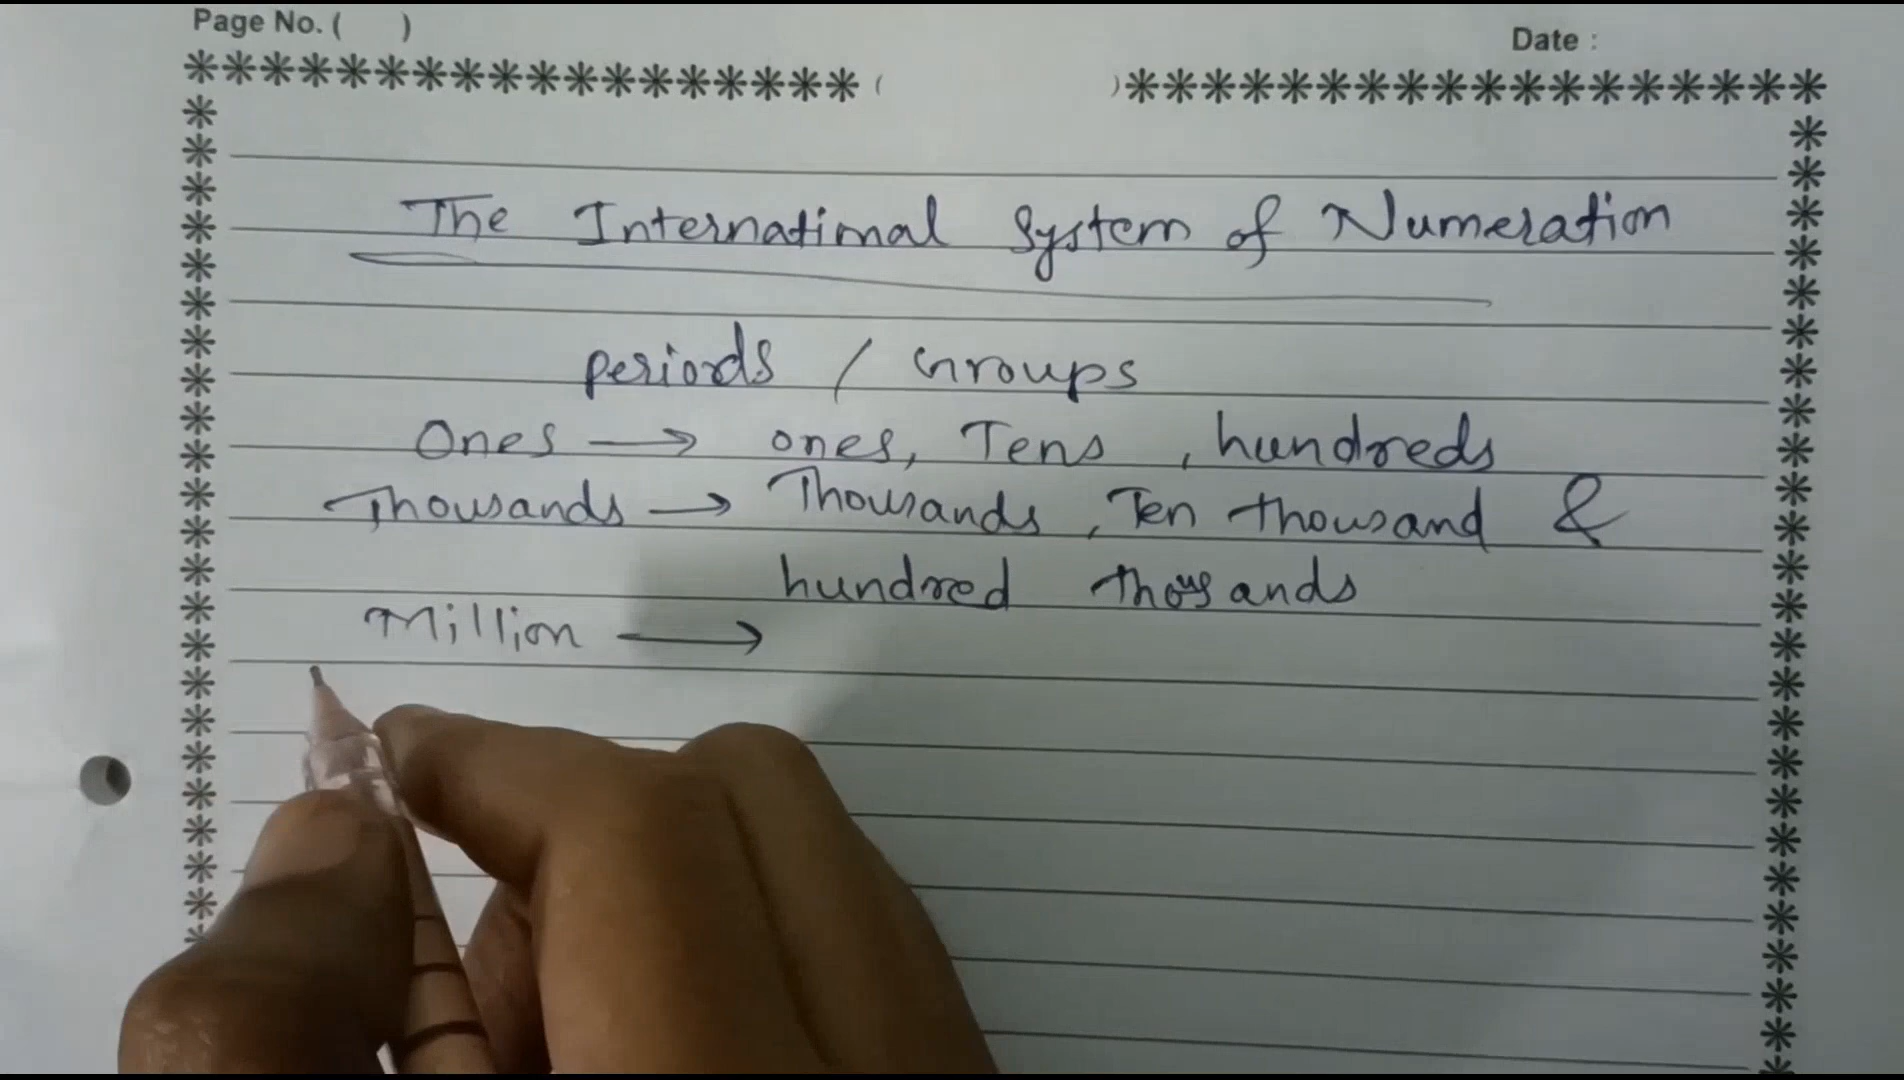 Page No. ( )
Date :
( )
The International System of Numeration
periods / Groups
Ones → ones, Tens , hundreds
Thousands → Thousands , Ten thousand &
hundred thousands
Million →